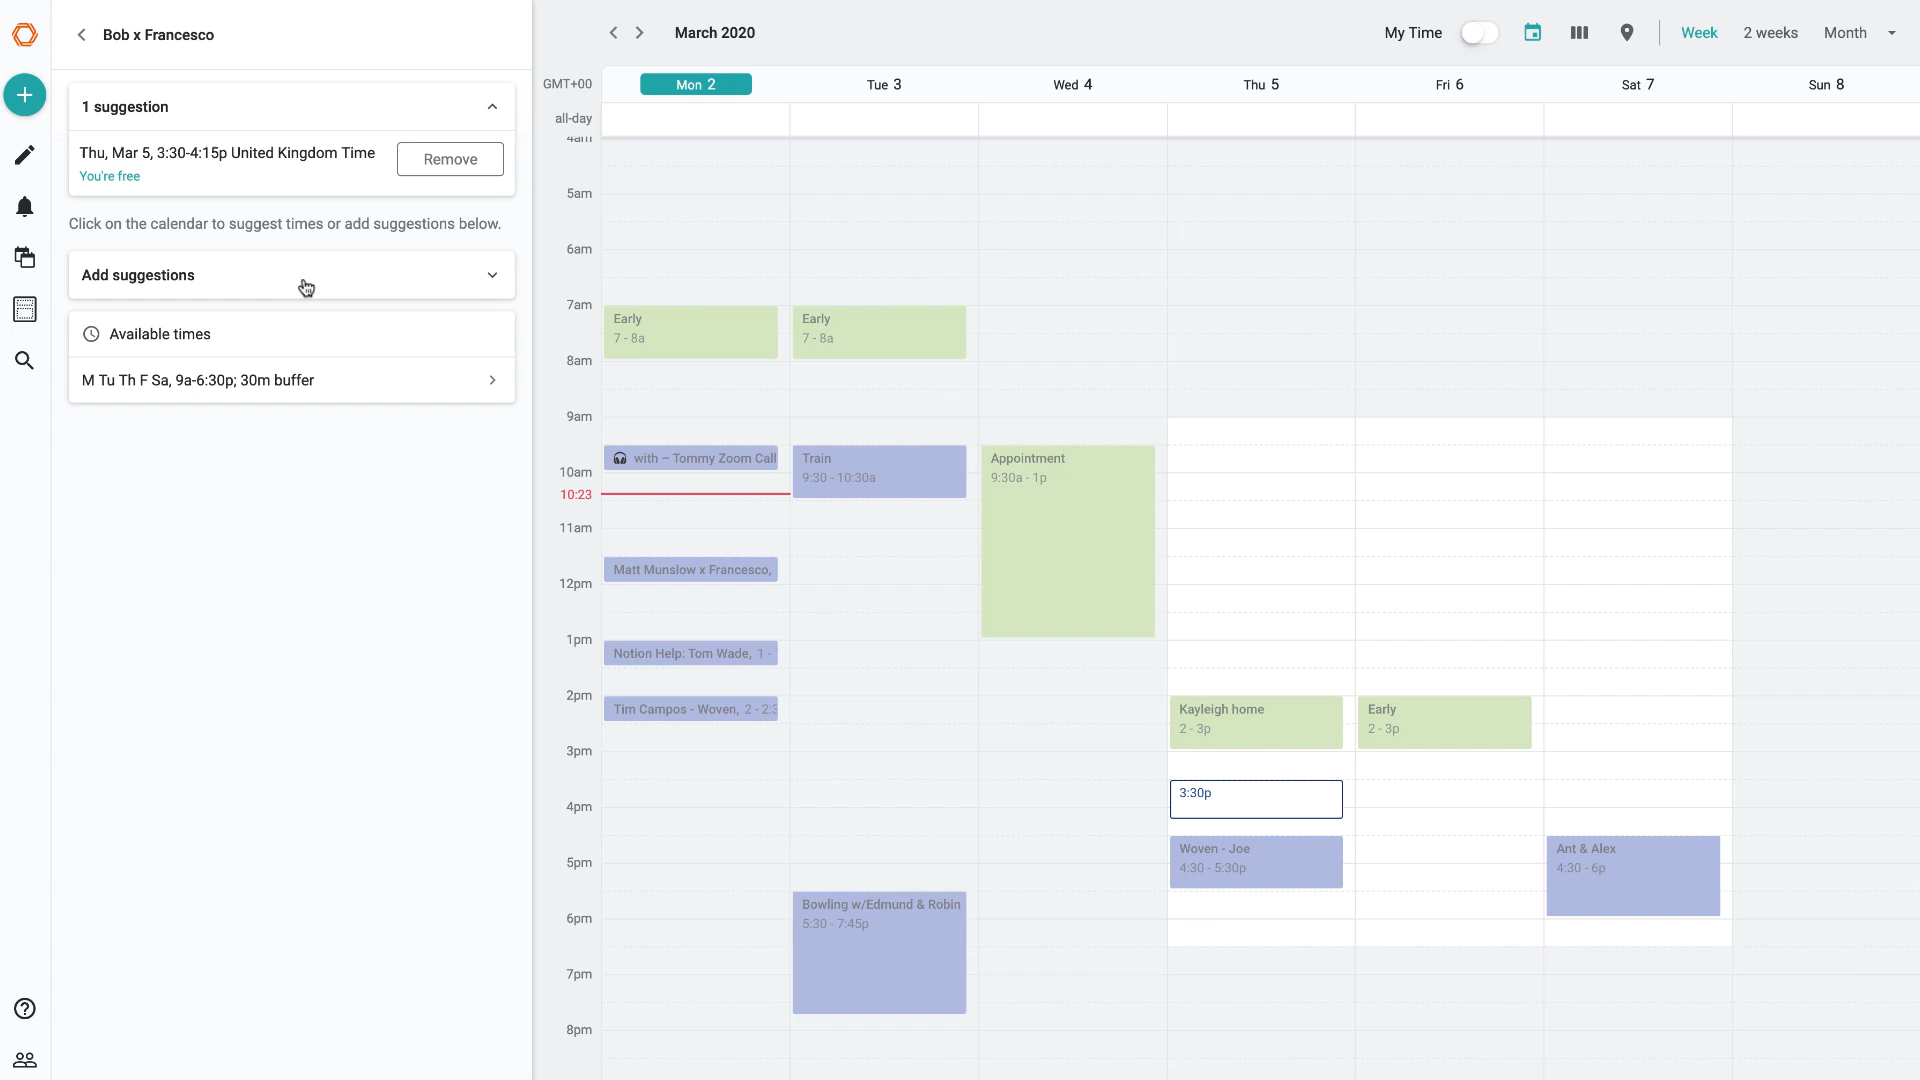 Bob x Francesco
1 suggestion
Thu, Mar 5, 3:30-4:15p United Kingdom Time
You're free
Remove
Click on the calendar to suggest times or add suggestions below.
Add suggestions
Available times
M Tu Th F Sa, 9a-6:30p; 30m buffer
March 2020
My Time
Week
2 weeks
Month
GMT+00
Mon 2
Tue 3
Wed 4
Thu 5
Fri 6
Sat 7
Sun 8
all-day
4am
5am
6am
7am
8am
9am
10am
10:23
11am
12pm
1pm
2pm
3pm
4pm
5pm
6pm
7pm
8pm
Early
7 - 8a
with – Tommy Zoom Call
Matt Munslow x Francesco,
Notion Help: Tom Wade, 1 -
Tim Campos - Woven, 2 - 2:3
Early
7 - 8a
Train
9:30 - 10:30a
Bowling w/Edmund & Robin
5:30 - 7:45p
Appointment
9:30a - 1p
Kayleigh home
2 - 3p
3:30p
Woven - Joe
4:30 - 5:30p
Early
2 - 3p
Ant & Alex
4:30 - 6p